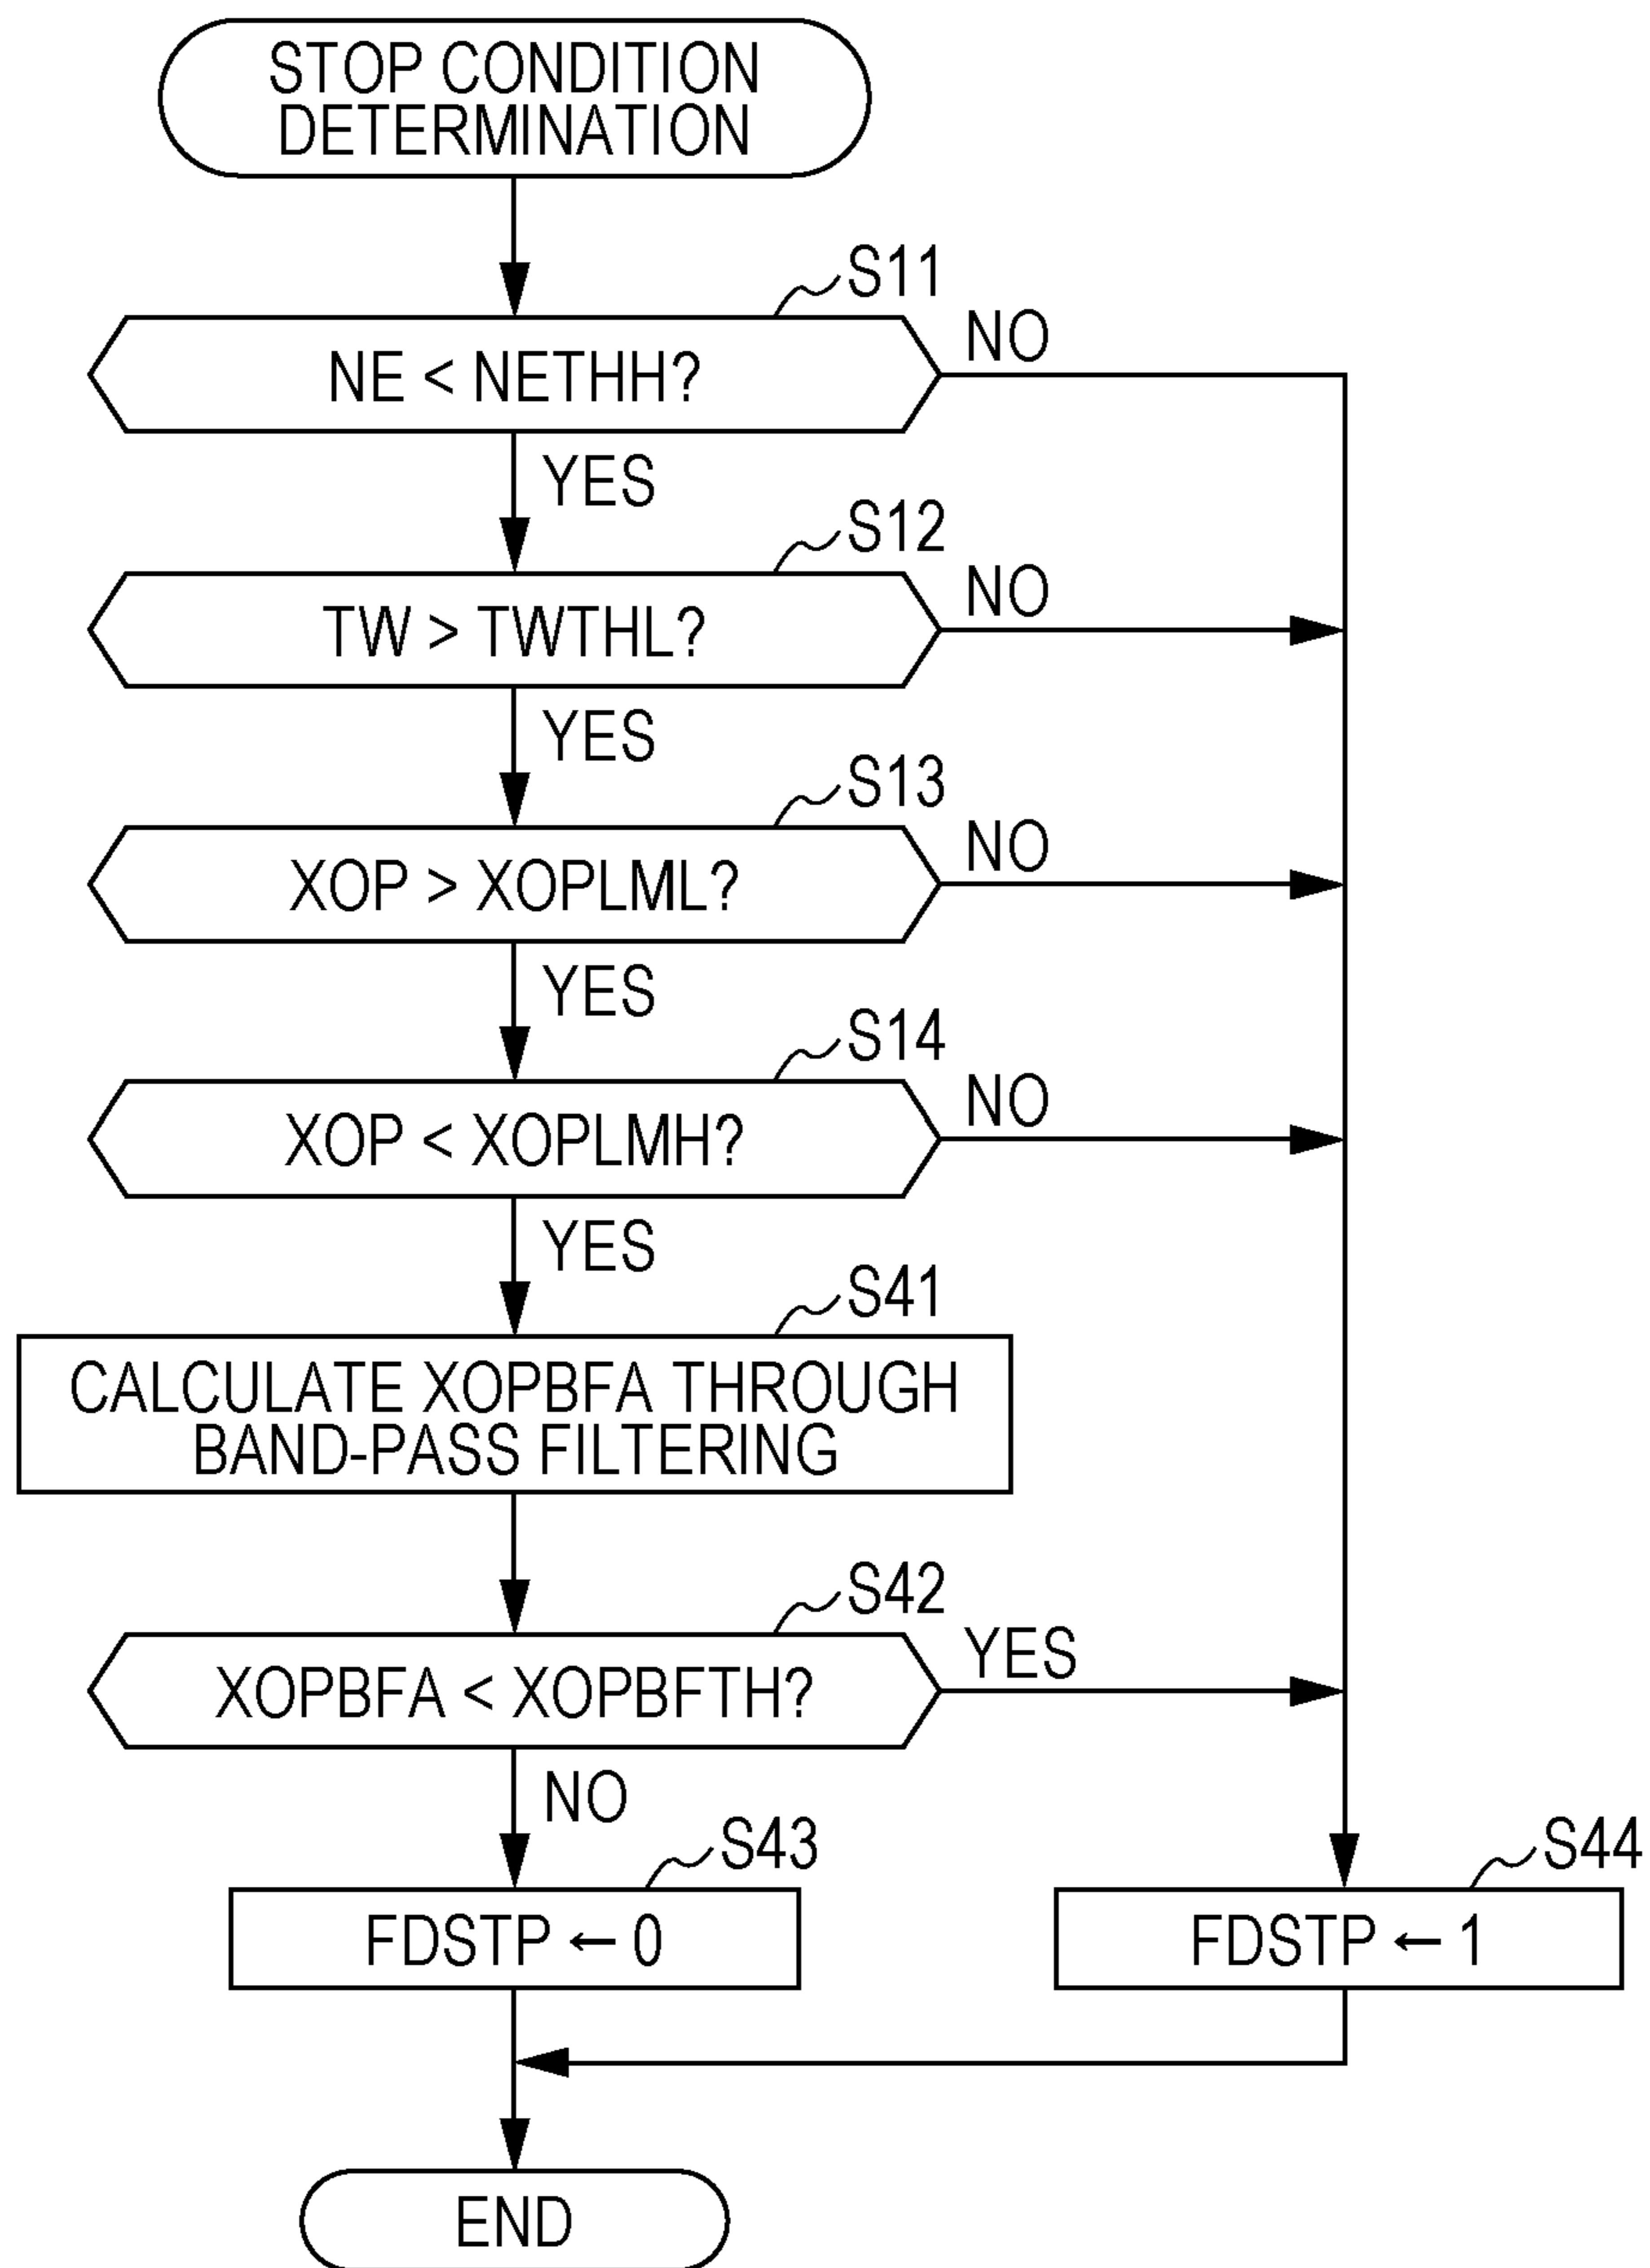 STOP CONDITION
DETERMINATION
S11
NE < NETHH?
NO
YES
S12
TW > TWTHL?
NO
YES
S13
XOP > XOPLML?
NO
YES
S14
XOP < XOPLMH?
NO
YES
S41
CALCULATE XOPBFA THROUGH
BAND-PASS FILTERING
S42
XOPBFA < XOPBFTH?
YES
NO
S43
FDSTP ← 0
S44
FDSTP ← 1
END